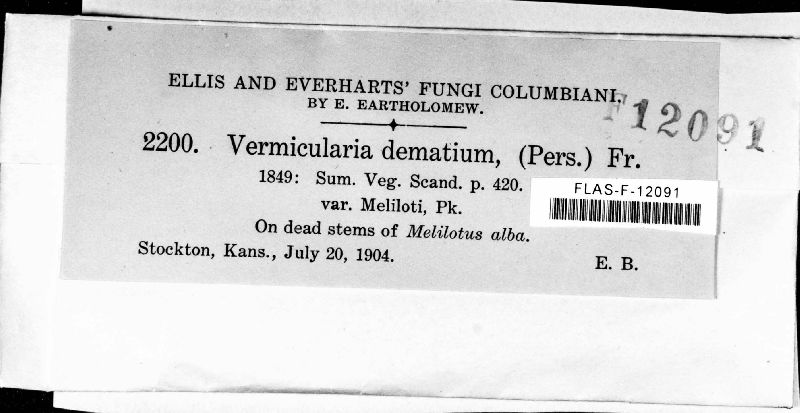 ELLIS AND EVERHARTS' FUNGI COLUMBIANI.
BY E. EARTHOLOMEW.
F12091
2200. Vermicularia dematium, (Pers.) Fr.
1849: Sum. Veg. Scand. p. 420.
FLAS-F-12091
var. Meliloti, Pk.
On dead stems of Melilotus alba.
Stockton, Kans., July 20, 1904.
E. B.